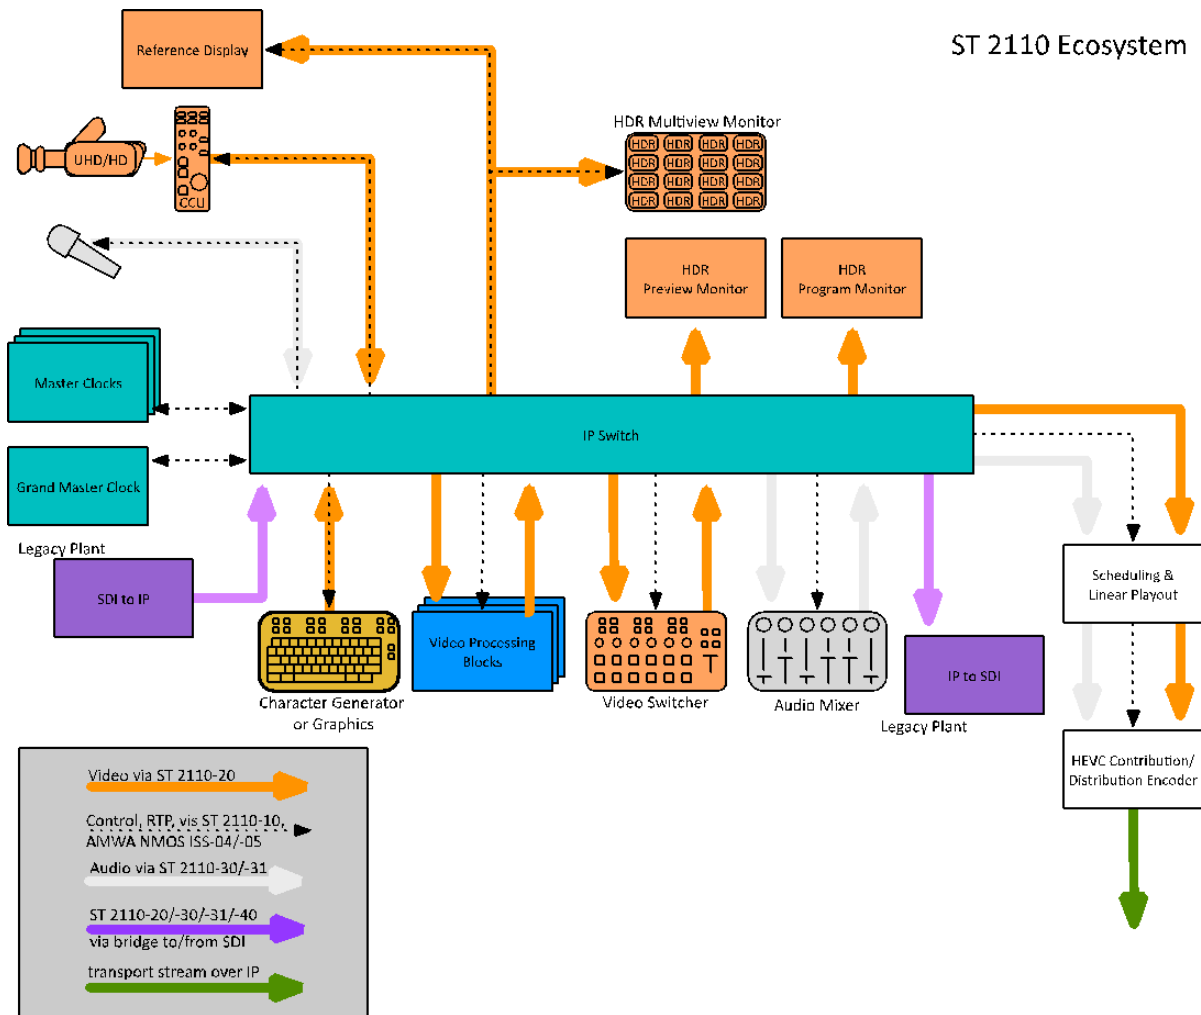 ST 2110 Ecosystem
Reference Display
HDR Multiview Monitor
HDR HDR HDR HDR
HDR HDR HDR HDR
HDR HDR HDR HDR
HDR HDR HDR HDR
UHD/HD
CCU
HDR
Preview Monitor
HDR
Program Monitor
Master Clocks
IP Switch
Grand Master Clock
Legacy Plant
SDI to IP
Scheduling &
Linear Playout
Video Processing
Blocks
IP to SDI
Character Generator
or Graphics
Video Switcher
Audio Mixer
Legacy Plant
HEVC Contribution/
Distribution Encoder
Video via ST 2110-20
Control, RTP, vis ST 2110-10,
AMWA NMOS ISS-04/-05
Audio via ST 2110-30/-31
ST 2110-20/-30/-31/-40
via bridge to/from SDI
transport stream over IP